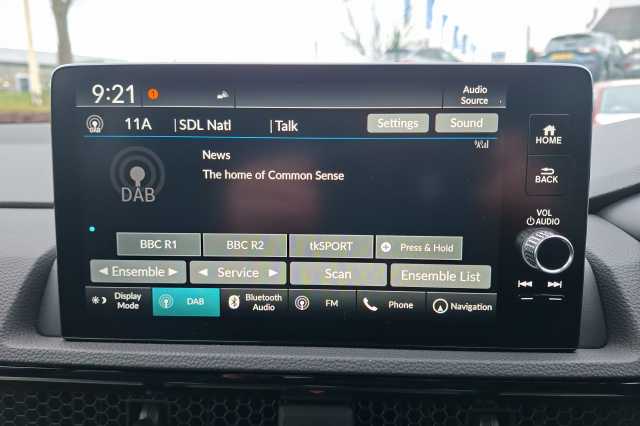 9:21 1 Audio Source
DAB 11A SDL Natl Talk Settings Sound
News
DAB
The home of Common Sense
BBC R1 BBC R2 tkSPORT Press & Hold
Ensemble Service Scan Ensemble List
Display Mode DAB Bluetooth Audio FM Phone Navigation
HOME
BACK
VOL
AUDIO